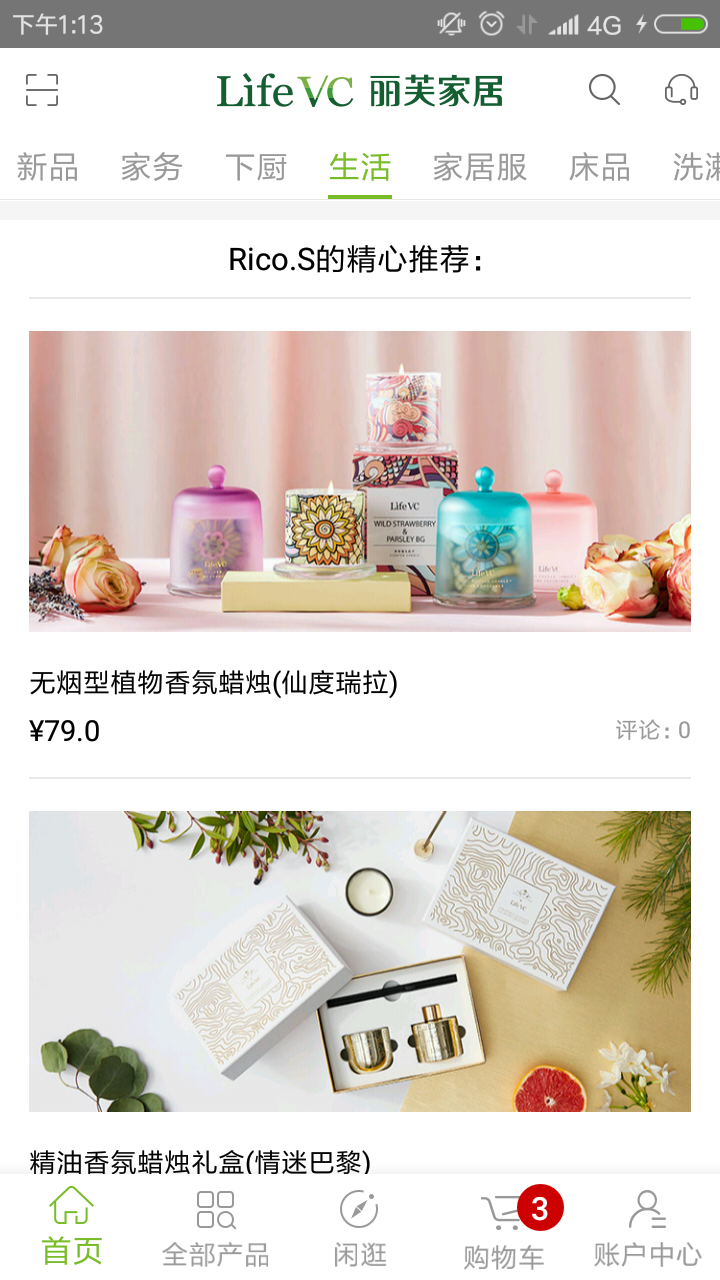 下午1:13
4G
LifeVC 丽芙家居
新品 家务 下厨 生活 家居服 床品 洗漱
Rico.S的精心推荐：
LifeVC
WILD STRAWBERRY
&
PARSLEY BG
LifeVC
LifeVC
无烟型植物香氛蜡烛(仙度瑞拉)
¥79.0
评论: 0
LifeVC
精油香氛蜡烛礼盒(情迷巴黎)
首页 全部产品 闲逛 购物车 3 账户中心